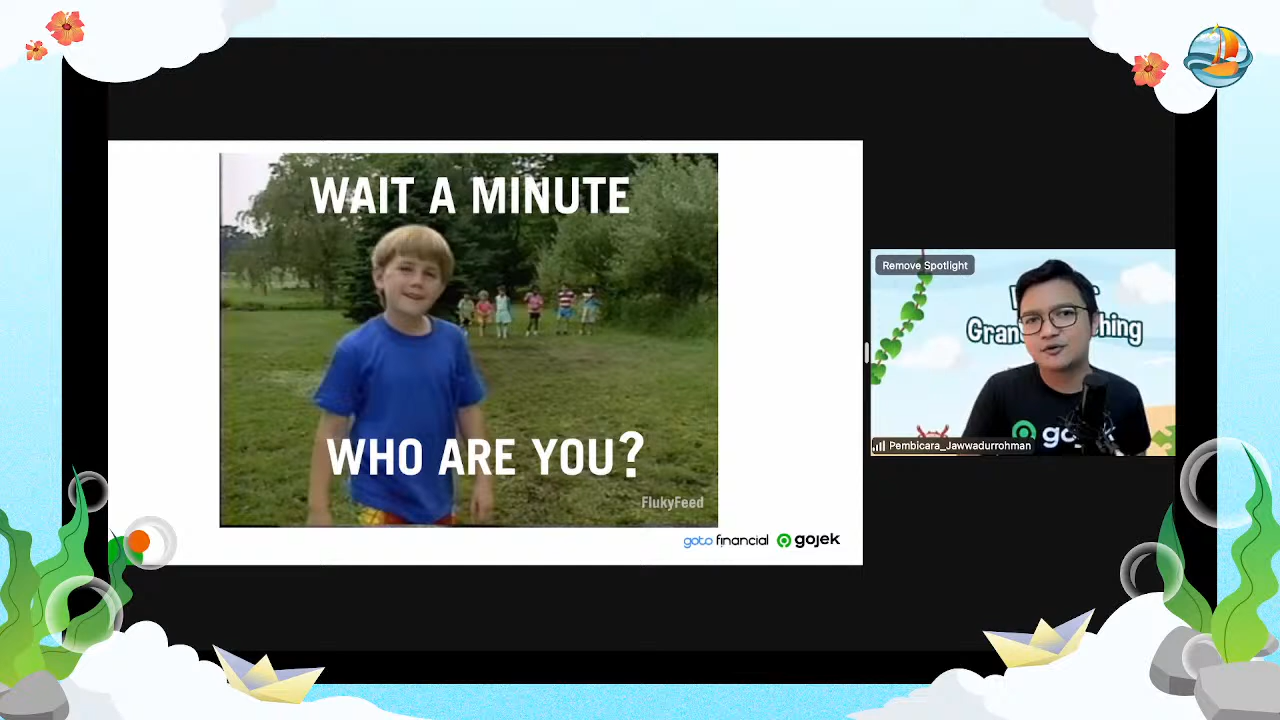 WAIT A MINUTE
WHO ARE YOU?
FlukyFeed
goto financial gojek
Remove Spotlight
Pembicara_Jawwadurrohman